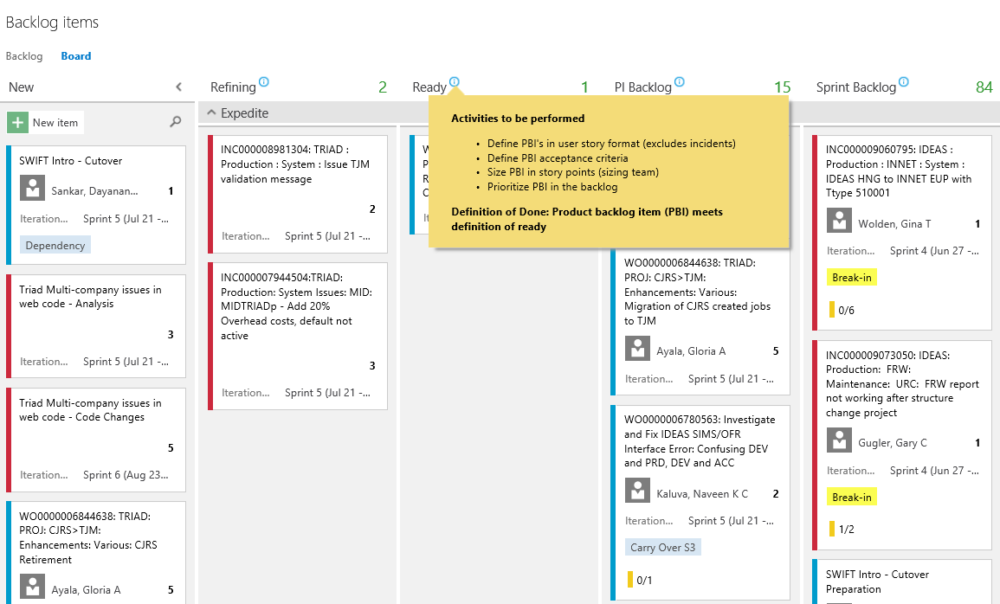 Backlog items
Backlog
Board
New
Refining
2
Ready
1
PI Backlog
15
Sprint Backlog
84
Expedite
New item
SWIFT Intro - Cutover
Sankar, Dayanan...
1
Iteration...
Sprint 5 (Jul 21 -...
Dependency
Triad Multi-company issues in
web code - Analysis
3
Iteration...
Sprint 5 (Jul 21 -...
Triad Multi-company issues in
web code - Code Changes
5
Iteration...
Sprint 6 (Aug 23...
WO0000006844638: TRIAD:
PROJ: CJRS>TJM:
Enhancements: Various: CJRS
Retirement
Ayala, Gloria A
5
INC000008981304: TRIAD :
Production : System : Issue TJM
validation message
2
Iteration...
Sprint 5 (Jul 21 -...
INC000007944504:TRIAD:
Production: System Issues: MID:
MIDTRIADp - Add 20%
Overhead costs, default not
active
3
Iteration...
Sprint 5 (Jul 21 -...
Activities to be performed
• Define PBI's in user story format (excludes incidents)
• Define PBI acceptance criteria
• Size PBI in story points (sizing team)
• Prioritize PBI in the backlog
Definition of Done: Product backlog item (PBI) meets
definition of ready
WO0000006844638: TRIAD:
PROJ: CJRS>TJM:
Enhancements: Various:
Migration of CJRS created jobs
to TJM
Ayala, Gloria A
5
Iteration...
Sprint 5 (Jul 21 -...
WO0000006780563: Investigate
and Fix IDEAS SIMS/OFR
Interface Error: Confusing DEV
and PRD, DEV and ACC
Kaluva, Naveen K C
2
Iteration...
Sprint 5 (Jul 21 -...
Carry Over S3
0/1
INC000009060795: IDEAS :
Production : INNET : System :
IDEAS HNG to INNET EUP with
Ttype 510001
Wolden, Gina T
1
Iteration...
Sprint 4 (Jun 27 -...
Break-in
0/6
INC000009073050: IDEAS:
Production: FRW:
Maintenance: URC: FRW report
not working after structure
change project
Gugler, Gary C
1
Iteration...
Sprint 4 (Jun 27 -...
Break-in
1/2
SWIFT Intro - Cutover
Preparation